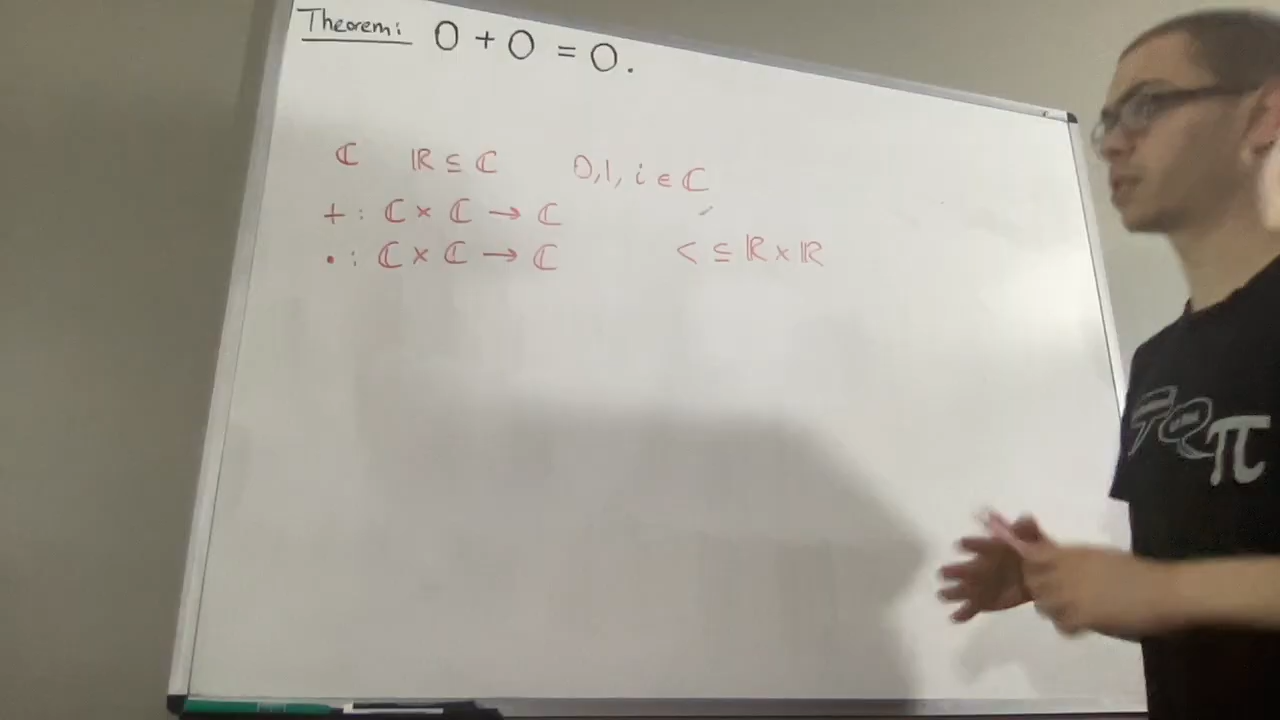 Theorem: 0 + 0 = 0.
ℂ ℝ ⊆ ℂ 0, 1, i ∈ ℂ
+ : ℂ × ℂ → ℂ
• : ℂ × ℂ → ℂ < ⊆ ℝ × ℝ
π